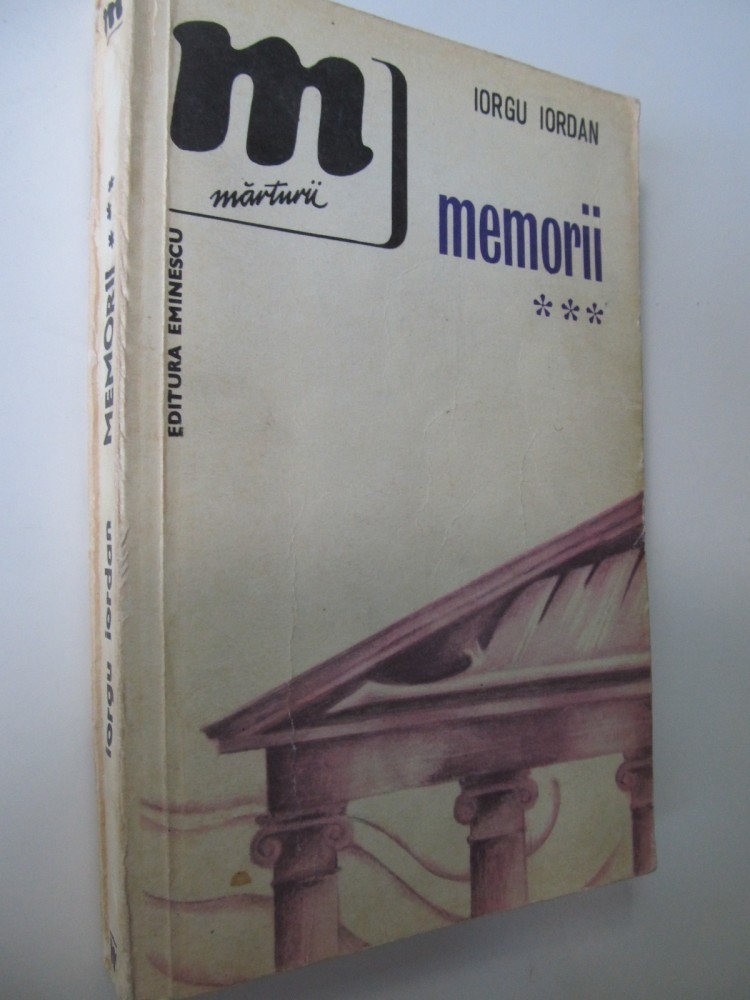 m
mărturii
IORGU IORDAN
memorii
***
EDITURA EMINESCU
iorgu iordan MEMORII ***
m